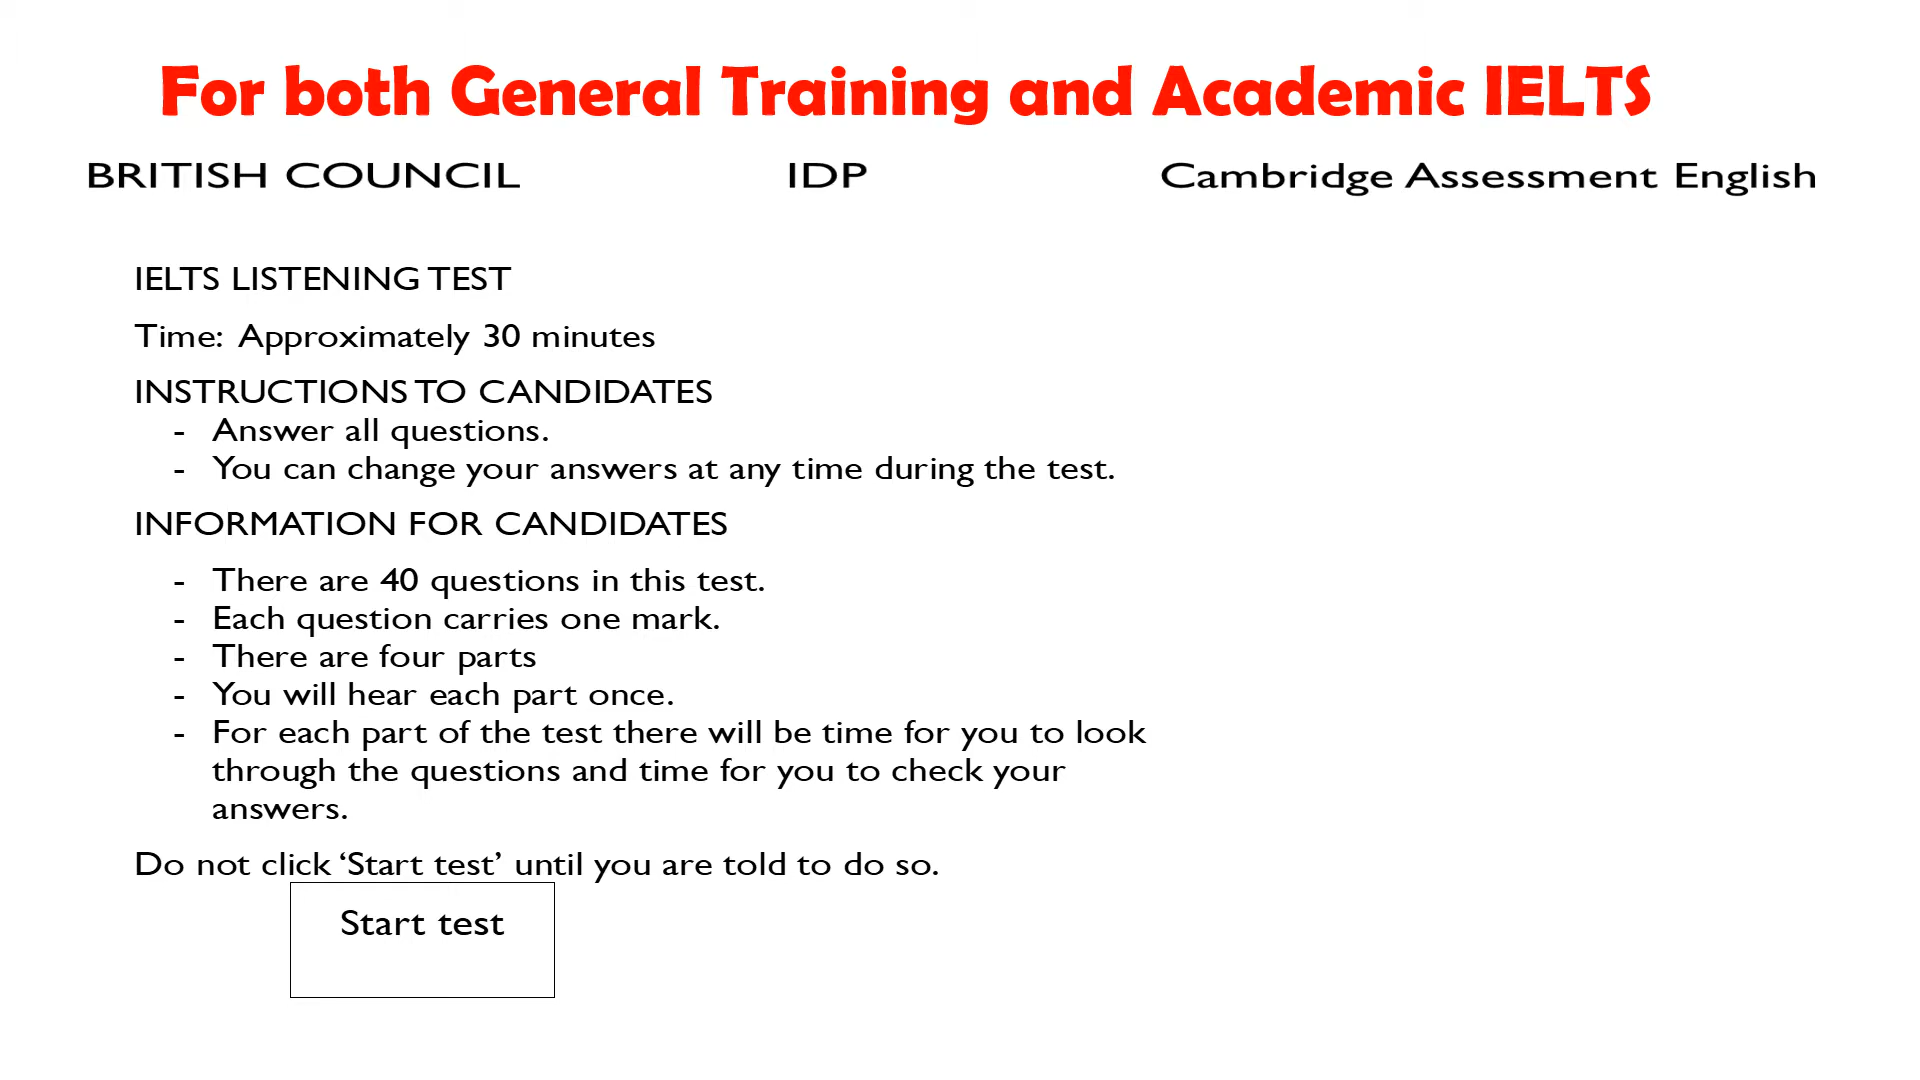 For both General Training and Academic IELTS
BRITISH COUNCIL IDP Cambridge Assessment English
IELTS LISTENING TEST
Time: Approximately 30 minutes
INSTRUCTIONS TO CANDIDATES
- Answer all questions.
- You can change your answers at any time during the test.
INFORMATION FOR CANDIDATES
- There are 40 questions in this test.
- Each question carries one mark.
- There are four parts
- You will hear each part once.
- For each part of the test there will be time for you to look
through the questions and time for you to check your
answers.
Do not click ‘Start test’ until you are told to do so.
Start test